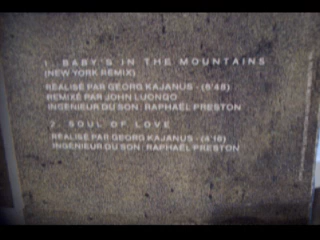 1. BABY'S IN THE MOUNTAINS
(NEW YORK REMIX)
RÉALISÉ PAR GEORG KAJANUS - (6'48)
REMIXÉ PAR JOHN LUONGO
INGÉNIEUR DU SON : RAPHAËL PRESTON
2. SOUL OF LOVE
RÉALISÉ PAR GEORG KAJANUS - (4'16)
INGÉNIEUR DU SON : RAPHAËL PRESTON